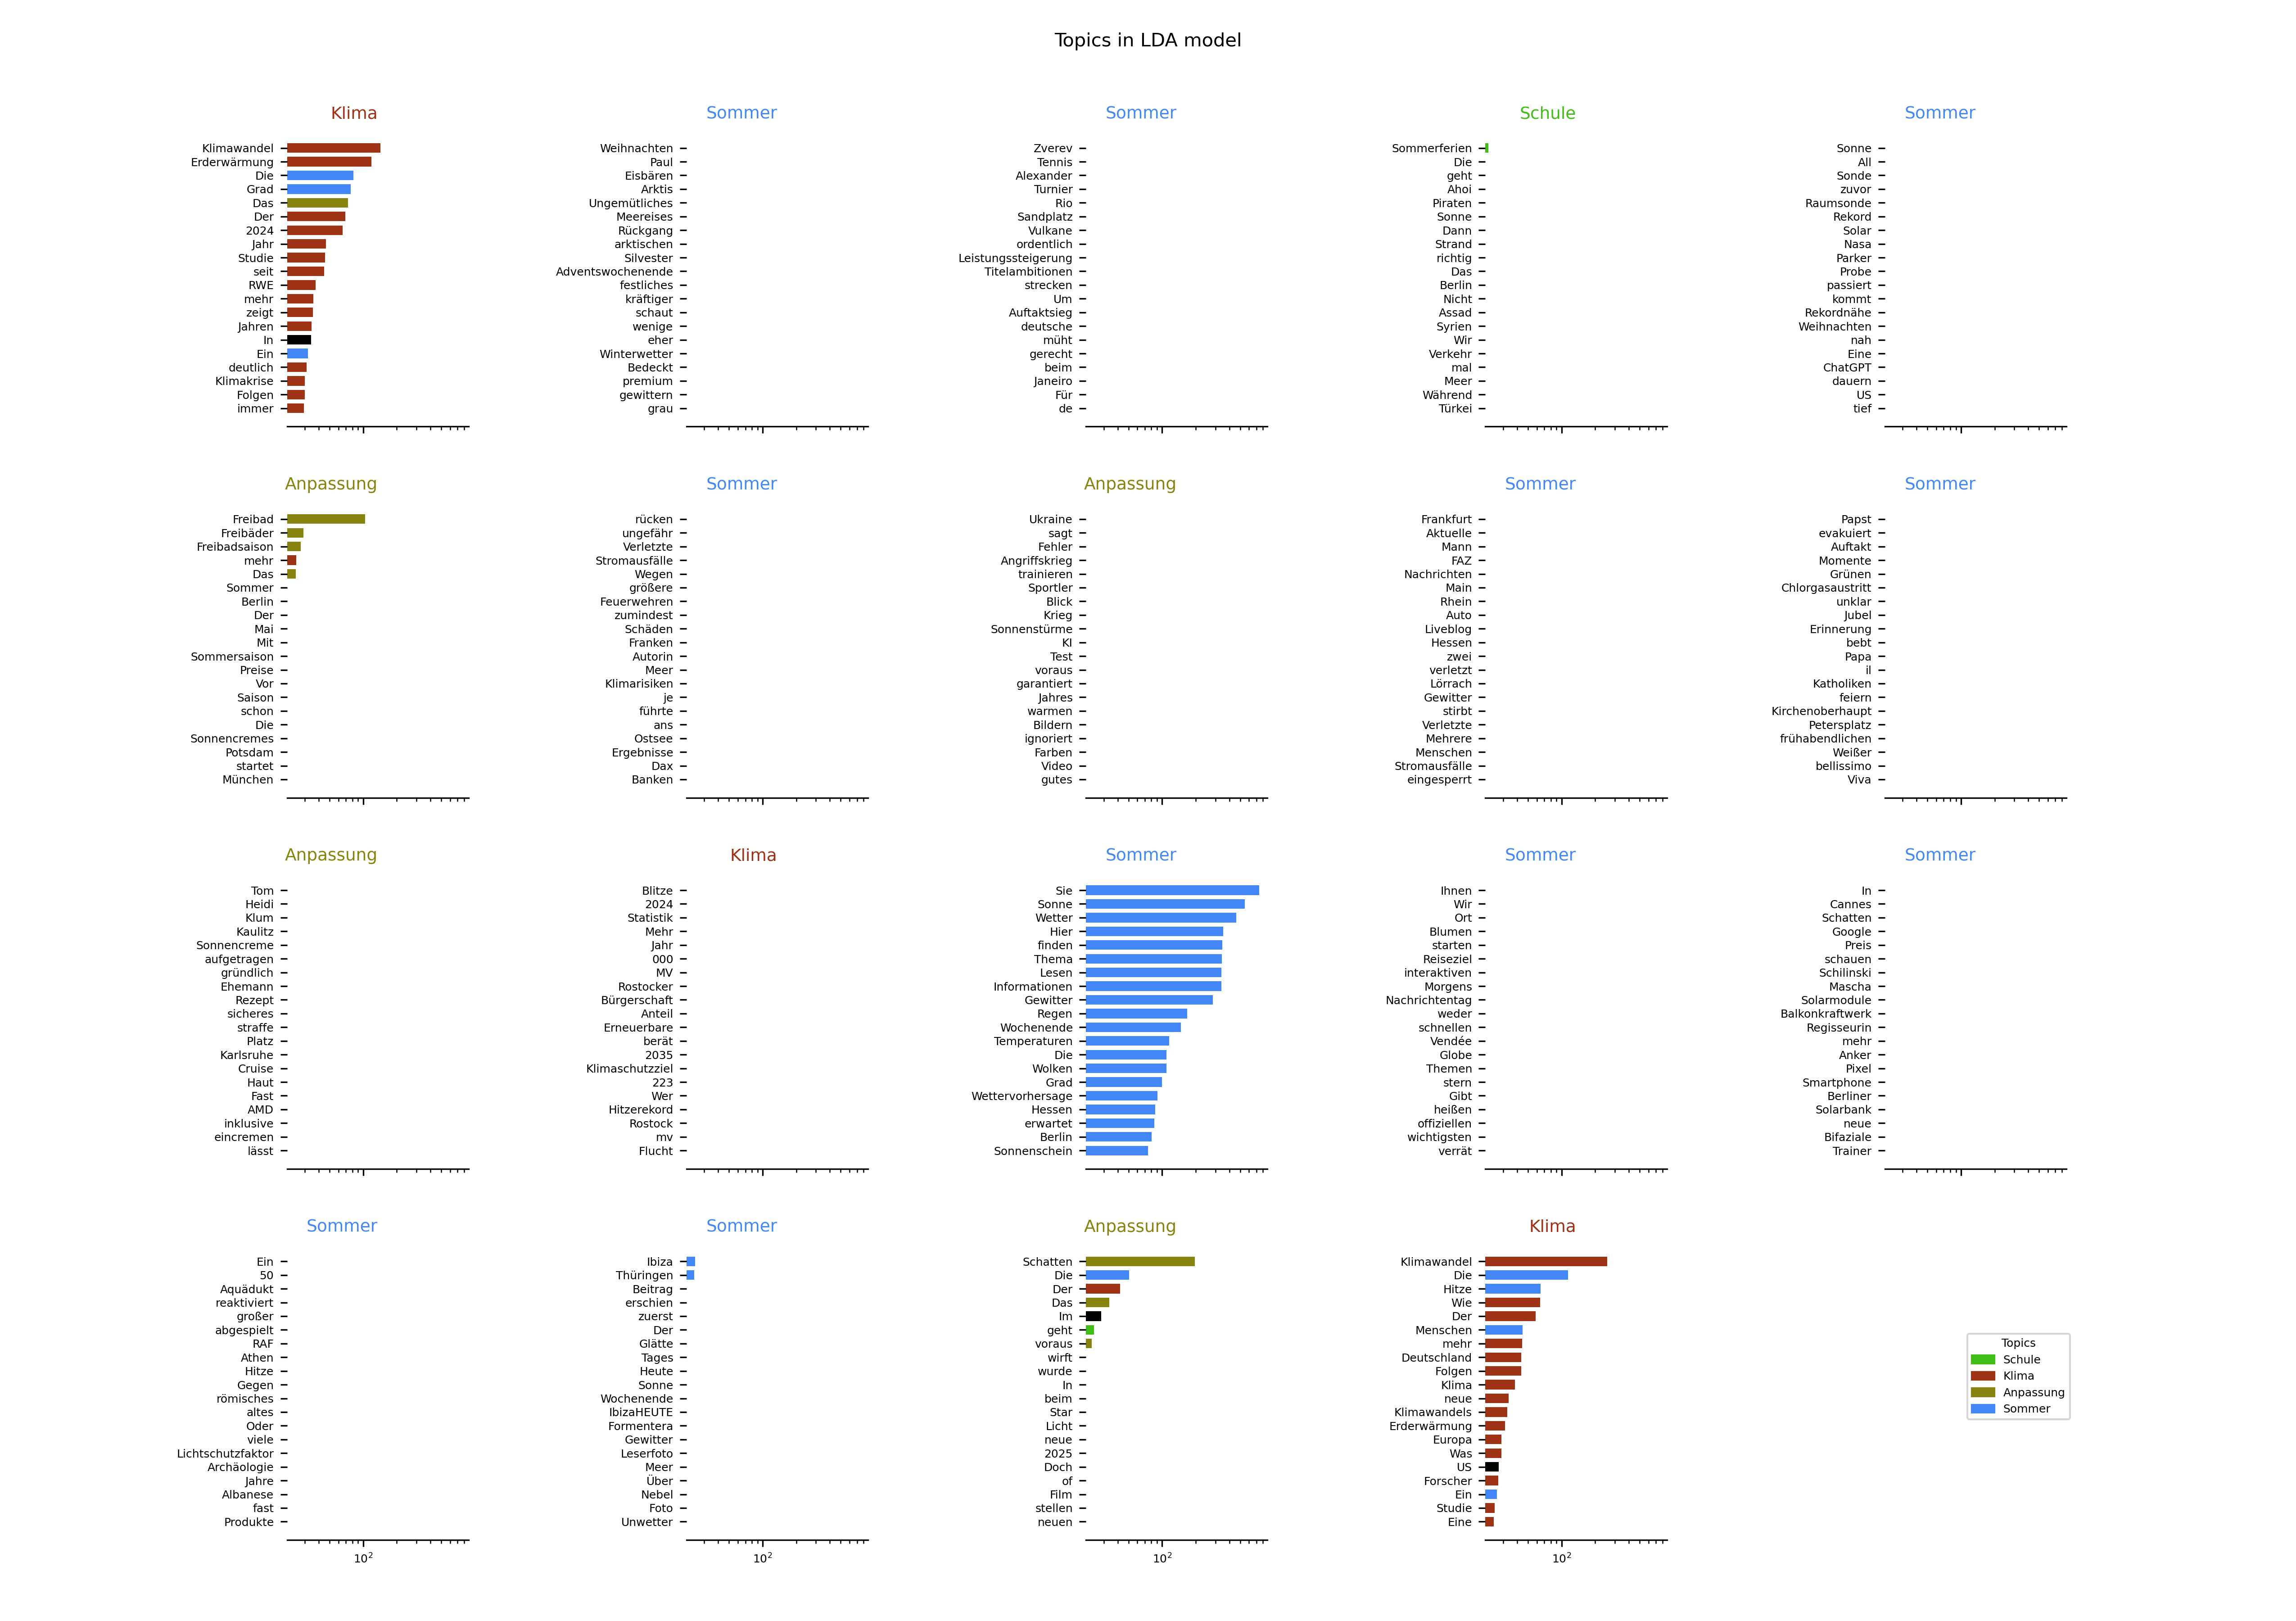 Topics in LDA model
Klima
Klimawandel
Erderwärmung
Die
Grad
Das
Der
2024
Jahr
Studie
seit
RWE
mehr
zeigt
Jahren
In
Ein
deutlich
Klimakrise
Folgen
immer
Sommer
Weihnachten
Paul
Eisbären
Arktis
Ungemütliches
Meereises
Rückgang
arktischen
Silvester
Adventswochenende
festliches
kräftiger
schaut
wenige
eher
Winterwetter
Bedeckt
premium
gewittern
grau
Sommer
Zverev
Tennis
Alexander
Turnier
Rio
Sandplatz
Vulkane
ordentlich
Leistungssteigerung
Titelambitionen
strecken
Um
Auftaktsieg
deutsche
müht
gerecht
beim
Janeiro
Für
de
Schule
Sommerferien
Die
geht
Ahoi
Piraten
Sonne
Dann
Strand
richtig
Das
Berlin
Nicht
Assad
Syrien
Wir
Verkehr
mal
Meer
Während
Türkei
Sommer
Sonne
All
Sonde
zuvor
Raumsonde
Rekord
Solar
Nasa
Parker
Probe
passiert
kommt
Rekordnähe
Weihnachten
nah
Eine
ChatGPT
dauern
US
tief
Anpassung
Freibad
Freibäder
Freibadsaison
mehr
Das
Sommer
Berlin
Der
Mai
Mit
Sommersaison
Preise
Vor
Saison
schon
Die
Sonnencremes
Potsdam
startet
München
Sommer
rücken
ungefähr
Verletzte
Stromausfälle
Wegen
größere
Feuerwehren
zumindest
Schäden
Franken
Autorin
Meer
Klimarisiken
je
führte
ans
Ostsee
Ergebnisse
Dax
Banken
Anpassung
Ukraine
sagt
Fehler
Angriffskrieg
trainieren
Sportler
Blick
Krieg
Sonnenstürme
KI
Test
voraus
garantiert
Jahres
warmen
Bildern
ignoriert
Farben
Video
gutes
Sommer
Frankfurt
Aktuelle
Mann
FAZ
Nachrichten
Main
Rhein
Auto
Liveblog
Hessen
zwei
verletzt
Lörrach
Gewitter
stirbt
Verletzte
Mehrere
Menschen
Stromausfälle
eingesperrt
Sommer
Papst
evakuiert
Auftakt
Momente
Grünen
Chlorgasaustritt
unklar
Jubel
Erinnerung
bebt
Papa
il
Katholiken
feiern
Kirchenoberhaupt
Petersplatz
frühabendlichen
Weißer
bellissimo
Viva
Anpassung
Tom
Heidi
Klum
Kaulitz
Sonnencreme
aufgetragen
gründlich
Ehemann
Rezept
sicheres
straffe
Platz
Karlsruhe
Cruise
Haut
Fast
AMD
inklusive
eincremen
lässt
Klima
Blitze
2024
Statistik
Mehr
Jahr
000
MV
Rostocker
Bürgerschaft
Anteil
Erneuerbare
berät
2035
Klimaschutzziel
223
Wer
Hitzerekord
Rostock
mv
Flucht
Sommer
Sie
Sonne
Wetter
Hier
finden
Thema
Lesen
Informationen
Gewitter
Regen
Wochenende
Temperaturen
Die
Wolken
Grad
Wettervorhersage
Hessen
erwartet
Berlin
Sonnenschein
Sommer
Ihnen
Wir
Ort
Blumen
starten
Reiseziel
interaktiven
Morgens
Nachrichtentag
weder
schnellen
Vendée
Globe
Themen
stern
Gibt
heißen
offiziellen
wichtigsten
verrät
Sommer
In
Cannes
Schatten
Google
Preis
schauen
Schilinski
Mascha
Solarmodule
Balkonkraftwerk
Regisseurin
mehr
Anker
Pixel
Smartphone
Berliner
Solarbank
neue
Bifaziale
Trainer
Sommer
Ein
50
Aquädukt
reaktiviert
großer
abgespielt
RAF
Athen
Hitze
Gegen
römisches
altes
Oder
viele
Lichtschutzfaktor
Archäologie
Jahre
Albanese
fast
Produkte
10²
Sommer
Ibiza
Thüringen
Beitrag
erschien
zuerst
Der
Glätte
Tages
Heute
Sonne
Wochenende
IbizaHEUTE
Formentera
Gewitter
Leserfoto
Meer
Über
Nebel
Foto
Unwetter
10²
Anpassung
Schatten
Die
Der
Das
Im
geht
voraus
wirft
wurde
In
beim
Star
Licht
neue
2025
Doch
of
Film
stellen
neuen
10²
Klima
Klimawandel
Die
Hitze
Wie
Der
Menschen
mehr
Deutschland
Folgen
Klima
neue
Klimawandels
Erderwärmung
Europa
Was
US
Forscher
Ein
Studie
Eine
10²
Topics
Schule
Klima
Anpassung
Sommer